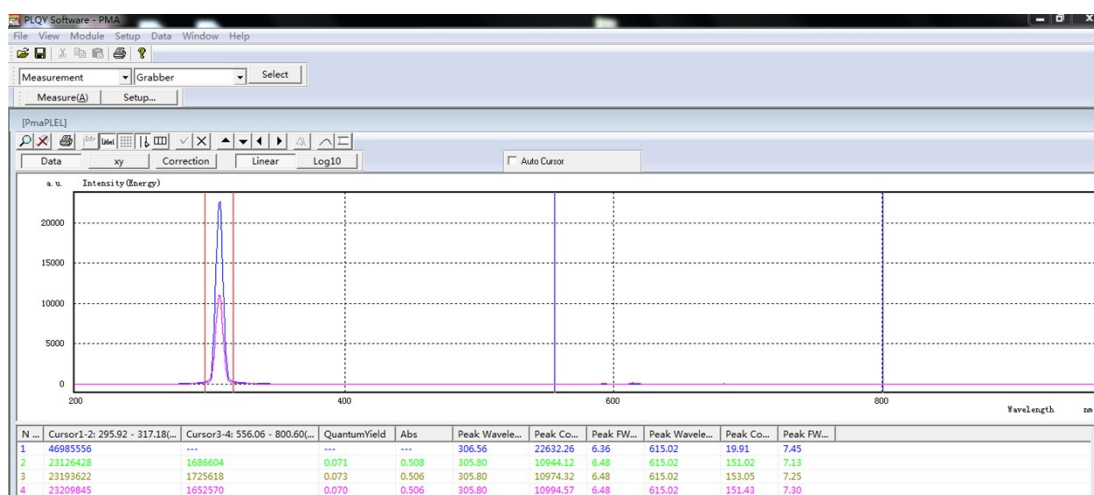 PLQY Software - PMA
File View Module Setup Data Window Help
Measurement Grabber Select
Measure(A) Setup...
[PmaPLEL]
Data xy Correction Linear Log10 Auto Cursor
a.u. Intensity(Energy)
20000
15000
10000
5000
0
200 400 600 800
Wavelength nm
N ... Cursor1-2: 295.92 - 317.18(... Cursor3-4: 556.06 - 800.60(... QuantumYield Abs Peak Wavele... Peak Co... Peak FW... Peak Wavele... Peak Co... Peak FW...
1 46985556 --- --- --- 306.56 22632.26 6.36 615.02 19.91 7.45
2 23126428 1686604 0.071 0.508 305.80 10944.12 6.48 615.02 151.02 7.13
3 23193622 1725618 0.073 0.506 305.80 10974.32 6.48 615.02 153.05 7.25
4 23209845 1652570 0.070 0.506 305.80 10994.57 6.48 615.02 151.43 7.30